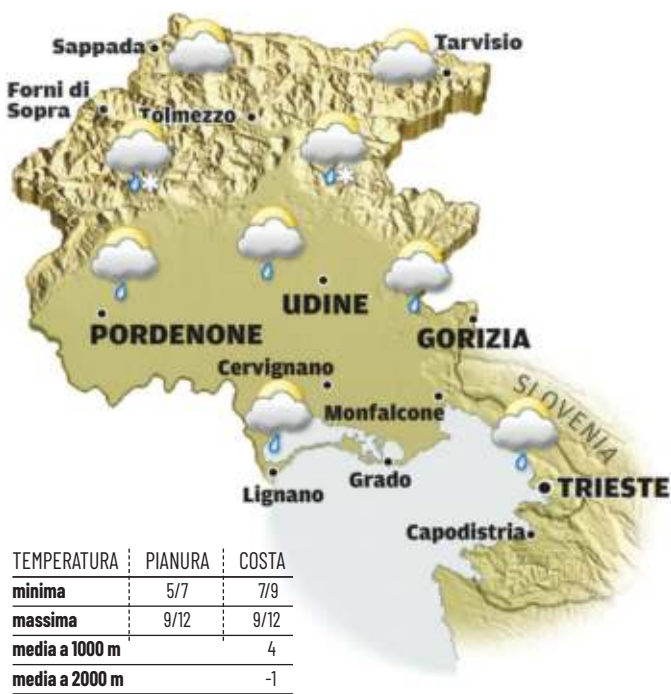 Sappada
Tarvisio
Forni di
Sopra
Tolmezzo
UDINE
PORDENONE
GORIZIA
Cervignano
SLOVENIA
Monfalcone
Grado
Lignano
TRIESTE
Capodistria
TEMPERATURA PIANURA COSTA
minima 5/7 7/9
massima 9/12 9/12
media a 1000 m 4
media a 2000 m -1